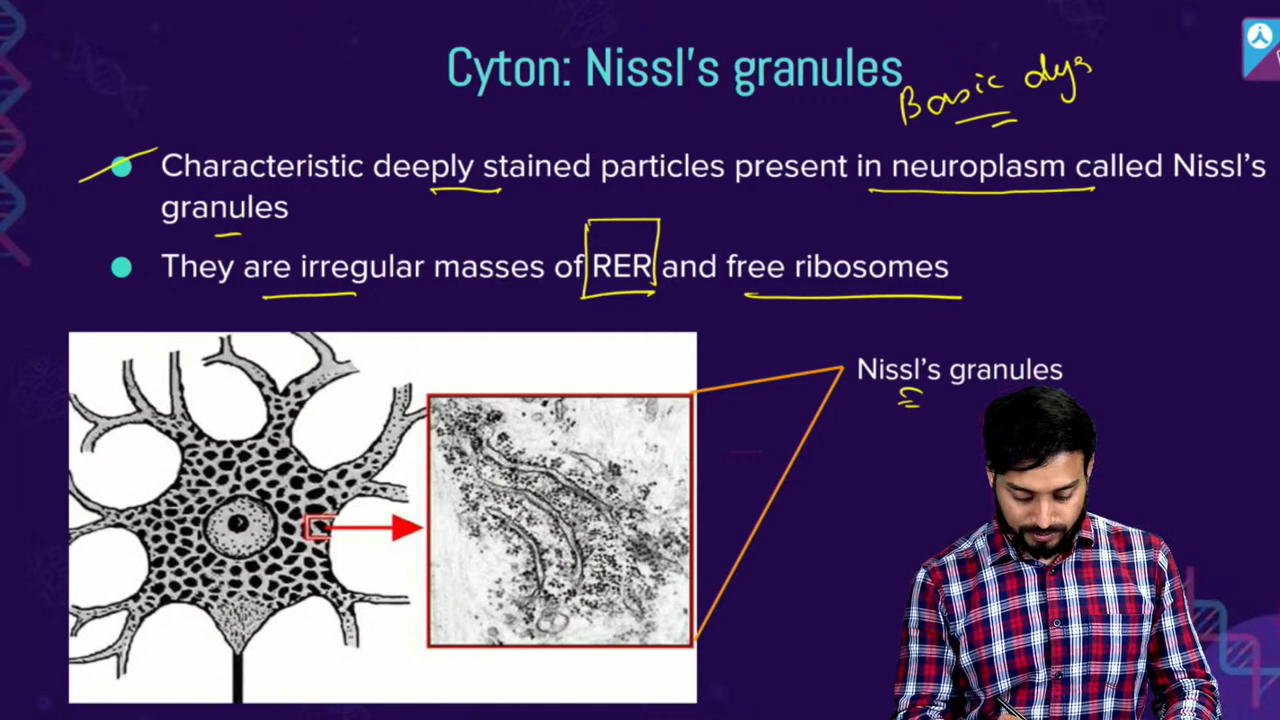 Cyton: Nissl's granules
Basic dys
Characteristic deeply stained particles present in neuroplasm called Nissl's
granules
They are irregular masses of RER and free ribosomes
Nissl's granules